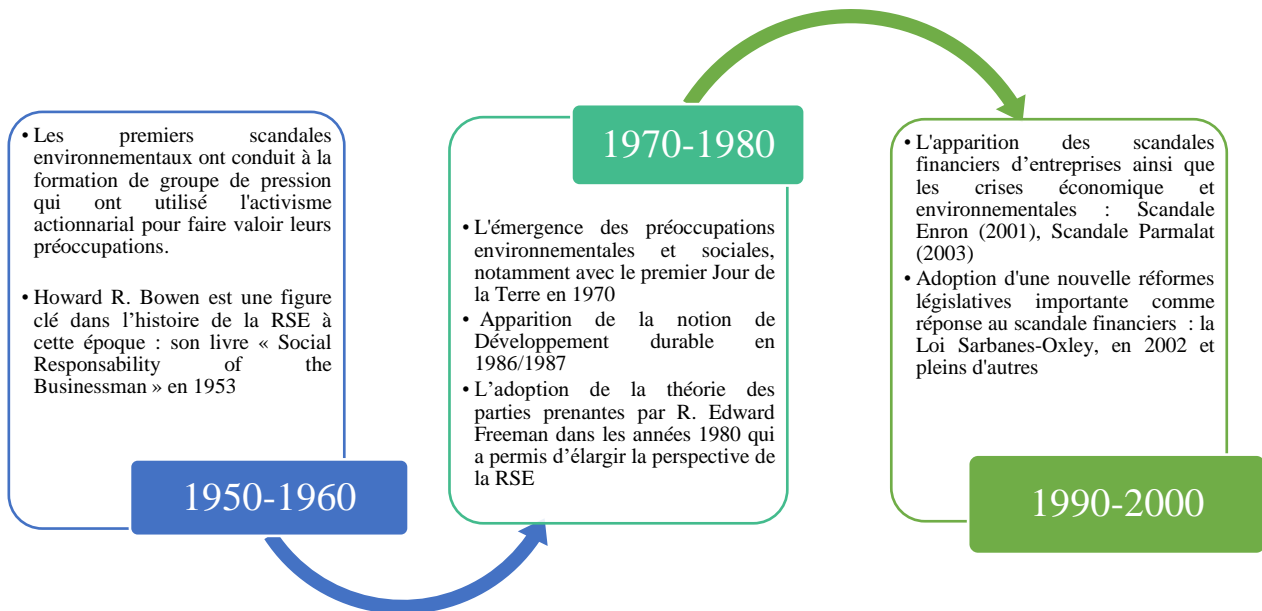 • Les premiers scandales
environnementaux ont conduit à la
formation de groupe de pression
qui ont utilisé l'activisme
actionnarial pour faire valoir leurs
préoccupations.
• Howard R. Bowen est une figure
clé dans l’histoire de la RSE à
cette époque : son livre « Social
Responsability of the
Businessman » en 1953
1950-1960
1970-1980
• L'émergence des préoccupations
environnementales et sociales,
notamment avec le premier Jour de
la Terre en 1970
• Apparition de la notion de
Développement durable en
1986/1987
• L’adoption de la théorie des
parties prenantes par R. Edward
Freeman dans les années 1980 qui
a permis d’élargir la perspective de
la RSE
• L'apparition des scandales
financiers d’entreprises ainsi que
les crises économique et
environnementales : Scandale
Enron (2001), Scandale Parmalat
(2003)
• Adoption d'une nouvelle réformes
législatives importante comme
réponse au scandale financiers : la
Loi Sarbanes-Oxley, en 2002 et
pleins d'autres
1990-2000